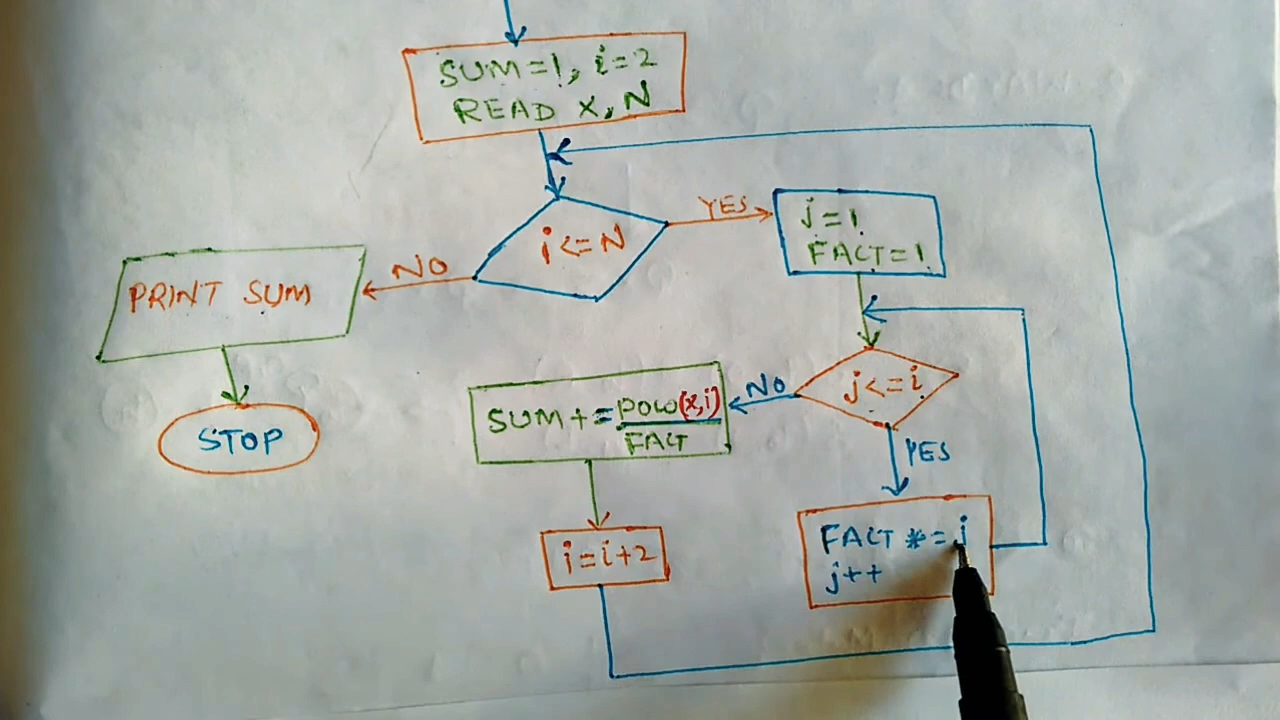 SUM=1, i=2
READ X, N
i<=N
YES
j=1
FACT=1
NO
PRINT SUM
STOP
j<=i
NO
SUM+=pow(x,i)
FACT
YES
i=i+2
FACT *= j
j++